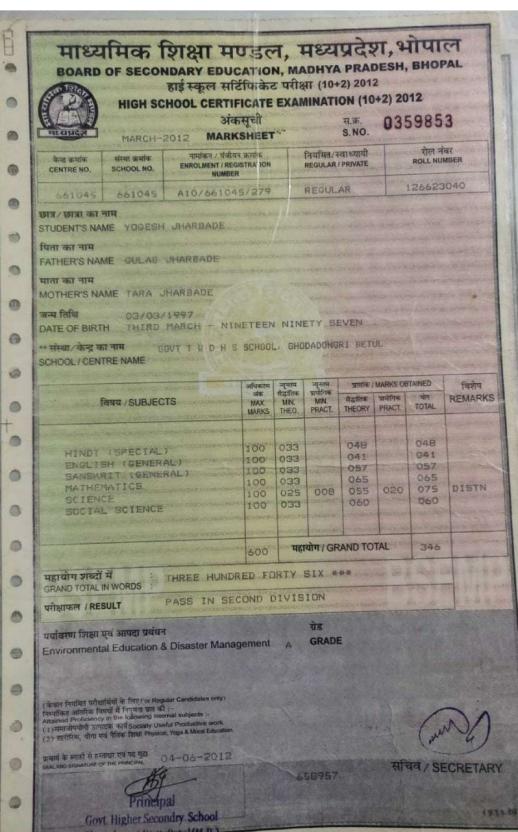 माध्यमिक शिक्षा मण्डल, मध्यप्रदेश, भोपाल
BOARD OF SECONDARY EDUCATION, MADHYA PRADESH, BHOPAL
हाई स्कूल सर्टिफिकेट परीक्षा (10+2) 2012
HIGH SCHOOL CERTIFICATE EXAMINATION (10+2) 2012
अंकसूची स.क्र.
MARCH-2012 MARKSHEET S.NO. 0359853
केन्द्र क्रमांक संस्था क्रमांक नामांकन / पंजीयन क्रमांक नियमित/स्वाध्यायी रोल नंबर
CENTRE NO. SCHOOL NO. ENROLMENT / REGISTRATION NUMBER REGULAR / PRIVATE ROLL NUMBER
661045 661045 A10/661045/279 REGULAR 126623040
छात्र/छात्रा का नाम
STUDENT'S NAME YOGESH JHARBADE
पिता का नाम
FATHER'S NAME GULAB JHARBADE
माता का नाम
MOTHER'S NAME TARA JHARBADE
जन्म तिथि 03/03/1997
DATE OF BIRTH THIRD MARCH - NINETEEN NINETY SEVEN
** संस्था/केन्द्र का नाम GOVT T W D H S SCHOOL, GHODADONGRI BETUL
SCHOOL / CENTRE NAME
विषय / SUBJECTS अधिकतम अंक MAX. MARKS न्यूनतम सैद्धांतिक MIN. THEO. न्यूनतम प्रायोगिक MIN. PRACT. प्राप्तांक / MARKS OBTAINED विशेष REMARKS
सैद्धांतिक THEORY प्रायोगिक PRACT. योग TOTAL
HINDI (SPECIAL) 100 033 048 048
ENGLISH (GENERAL) 100 033 041 041
SANSKRIT (GENERAL) 100 033 057 057
MATHEMATICS 100 033 065 065
SCIENCE 100 025 008 055 020 075 DISTN
SOCIAL SCIENCE 100 033 060 060
600 महायोग / GRAND TOTAL 346
महायोग शब्दों में
GRAND TOTAL IN WORDS : THREE HUNDRED FORTY SIX ***
परीक्षाफल / RESULT PASS IN SECOND DIVISION
पर्यावरण शिक्षा एवं आपदा प्रबंधन ग्रेड
Environmental Education & Disaster Management A GRADE
(केवल नियमित परीक्षार्थियों के लिए/For Regular Candidates only)
Attained Proficiency in the following internal subjects :-
(1) समाजोपयोगी उत्पादक कार्य Socially Useful Productive work
(2) शारीरिक, योग एवं नैतिक शिक्षा Physical, Yoga & Moral Education
SEAL AND SIGNATURE OF THE PRINCIPAL 04-06-2012
658957
सचिव / SECRETARY
Principal
Govt. Higher Secondry School